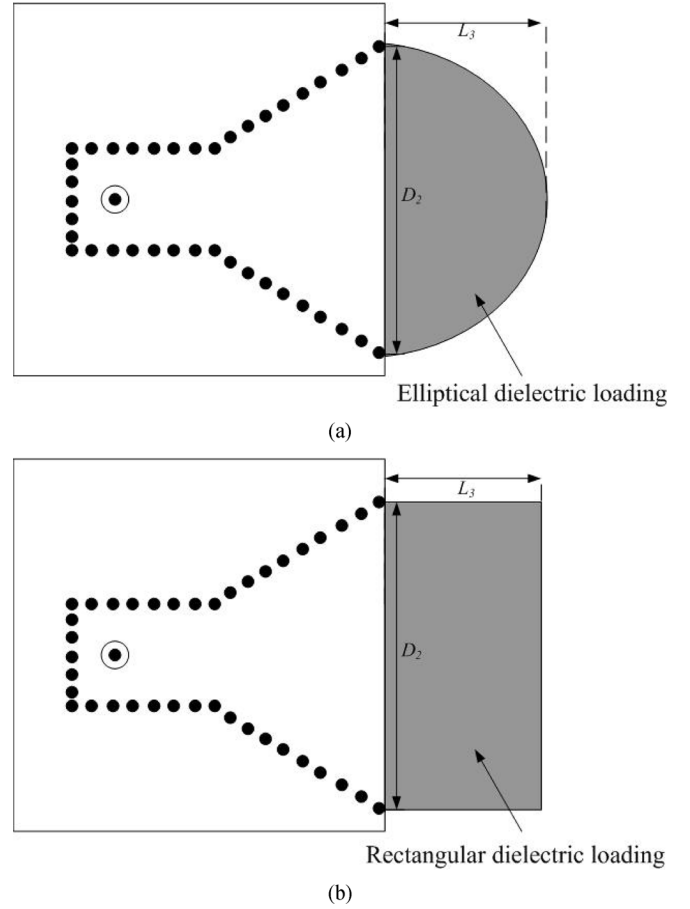 L3
D2
Elliptical dielectric loading
(a)
L3
D2
Rectangular dielectric loading
(b)